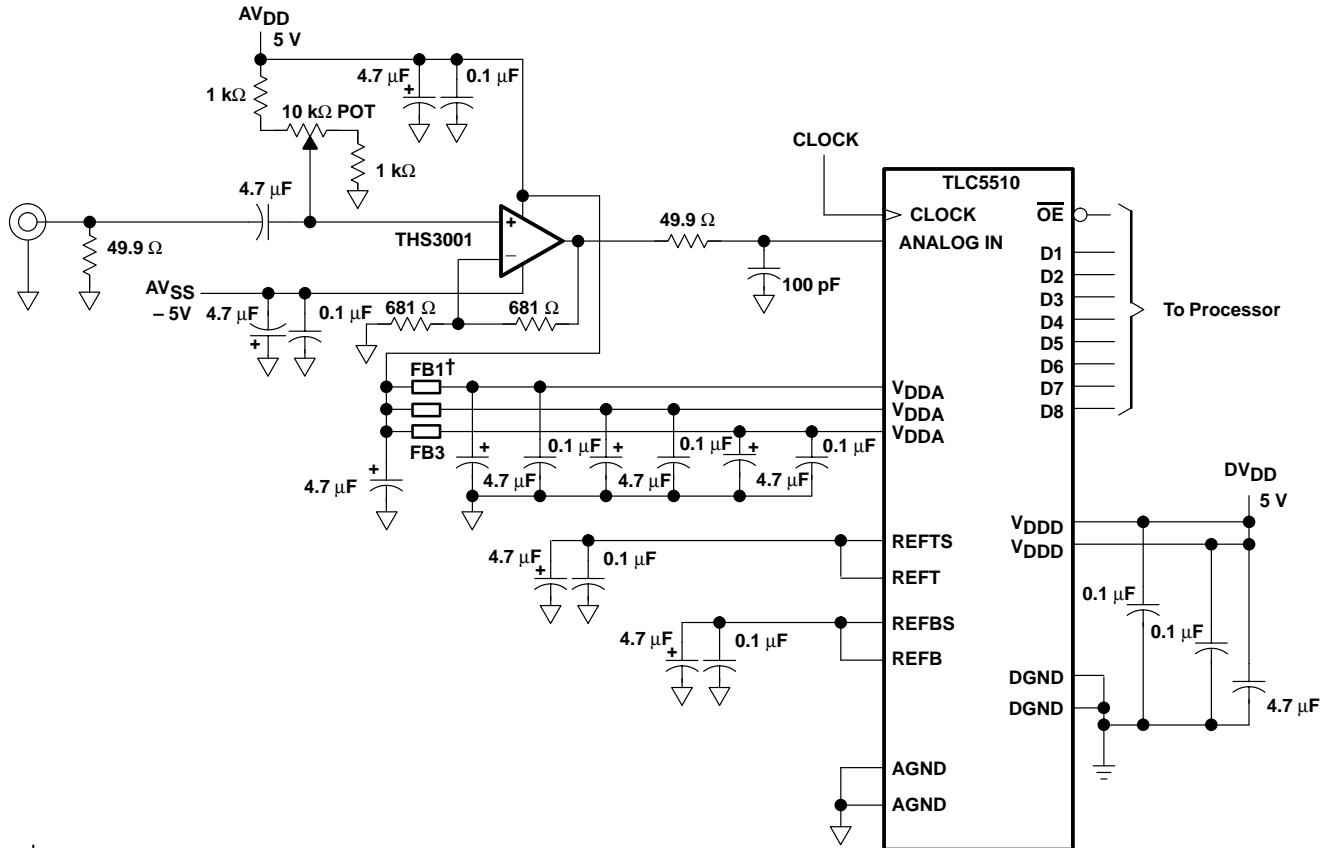 AVDD
5 V
4.7 μF
0.1 μF
1 kΩ
10 kΩ POT
1 kΩ
CLOCK
TLC5510
4.7 μF
CLOCK
OE
+
THS3001
49.9 Ω
ANALOG IN
D1
49.9 Ω
–
D2
100 pF
D3
To Processor
AVSS
– 5V
4.7 μF
0.1 μF
681 Ω
681 Ω
D4
+
D5
D6
FB1†
VDDA
D7
VDDA
D8
VDDA
FB3
+
0.1 μF
+
0.1 μF
+
0.1 μF
+
4.7 μF
4.7 μF
4.7 μF
4.7 μF
DVDD
5 V
VDDD
VDDD
REFTS
4.7 μF
+
0.1 μF
REFT
0.1 μF
REFBS
0.1 μF
4.7 μF
+
0.1 μF
REFB
DGND
4.7 μF
DGND
AGND
AGND
+